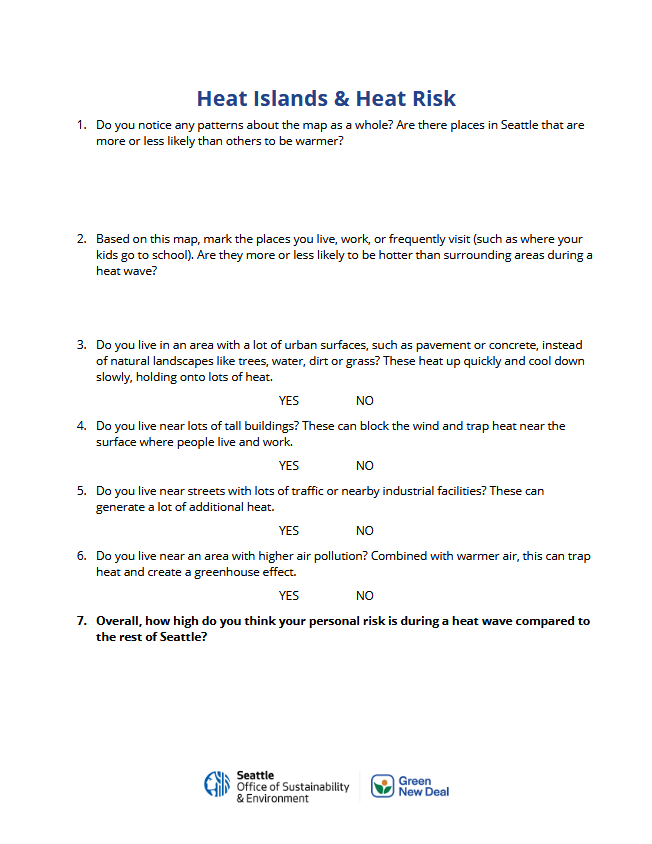 Heat Islands & Heat Risk
1. Do you notice any patterns about the map as a whole? Are there places in Seattle that are
more or less likely than others to be warmer?
2. Based on this map, mark the places you live, work, or frequently visit (such as where your
kids go to school). Are they more or less likely to be hotter than surrounding areas during a
heat wave?
3. Do you live in an area with a lot of urban surfaces, such as pavement or concrete, instead
of natural landscapes like trees, water, dirt or grass? These heat up quickly and cool down
slowly, holding onto lots of heat.
YES NO
4. Do you live near lots of tall buildings? These can block the wind and trap heat near the
surface where people live and work.
YES NO
5. Do you live near streets with lots of traffic or nearby industrial facilities? These can
generate a lot of additional heat.
YES NO
6. Do you live near an area with higher air pollution? Combined with warmer air, this can trap
heat and create a greenhouse effect.
YES NO
7. Overall, how high do you think your personal risk is during a heat wave compared to
the rest of Seattle?
Seattle
Office of Sustainability
& Environment
Green
New Deal